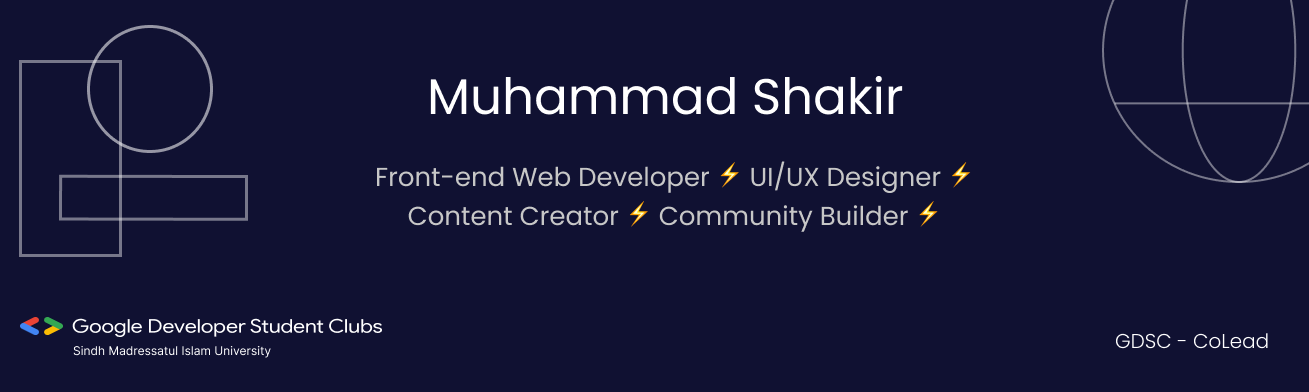 Muhammad Shakir
Front-end Web Developer ⚡ UI/UX Designer ⚡
Content Creator ⚡ Community Builder ⚡
Google Developer Student Clubs
Sindh Madressatul Islam University
GDSC - CoLead